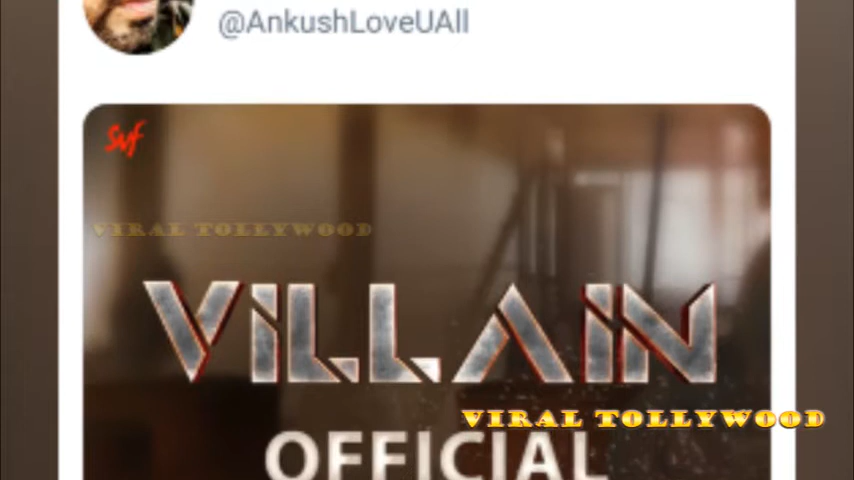 @AnkushLoveUAll
svf
VIRAL TOLLYWOOD
VILLAIN
VIRAL TOLLYWOOD
OFFICIAL